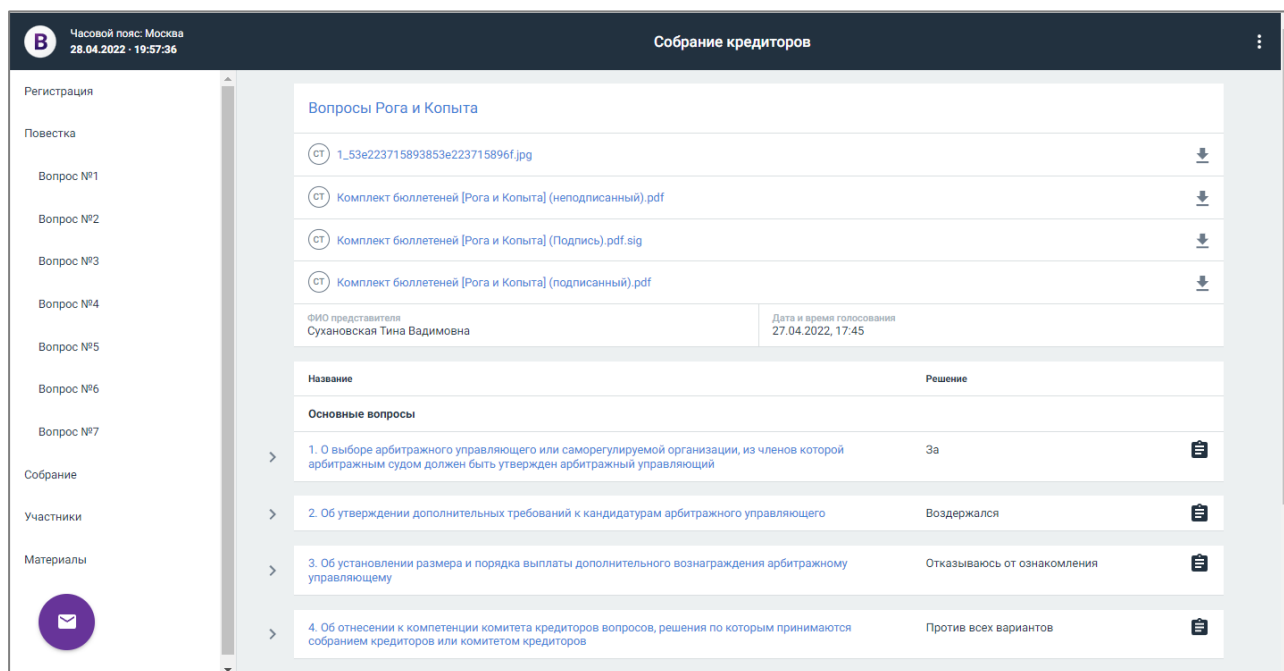 B
Часовой пояс: Москва
28.04.2022 - 19:57:36
Собрание кредиторов
Регистрация
Повестка
Вопрос №1
Вопрос №2
Вопрос №3
Вопрос №4
Вопрос №5
Вопрос №6
Вопрос №7
Собрание
Участники
Материалы
Вопросы Рога и Копыта
СТ 1_53e223715893853e223715896f.jpg
СТ Комплект бюллетеней [Рога и Копыта] (неподписанный).pdf
СТ Комплект бюллетеней [Рога и Копыта] (Подпись).pdf.sig
СТ Комплект бюллетеней [Рога и Копыта] (подписанный).pdf
ФИО представителя
Сухановская Тина Вадимовна
Дата и время голосования
27.04.2022, 17:45
Название Решение
Основные вопросы
1. О выборе арбитражного управляющего или саморегулируемой организации, из членов которой За
арбитражным судом должен быть утвержден арбитражный управляющий
2. Об утверждении дополнительных требований к кандидатурам арбитражного управляющего Воздержался
3. Об установлении размера и порядка выплаты дополнительного вознаграждения арбитражному Отказываюсь от ознакомления
управляющему
4. Об отнесении к компетенции комитета кредиторов вопросов, решения по которым принимаются Против всех вариантов
собранием кредиторов или комитетом кредиторов